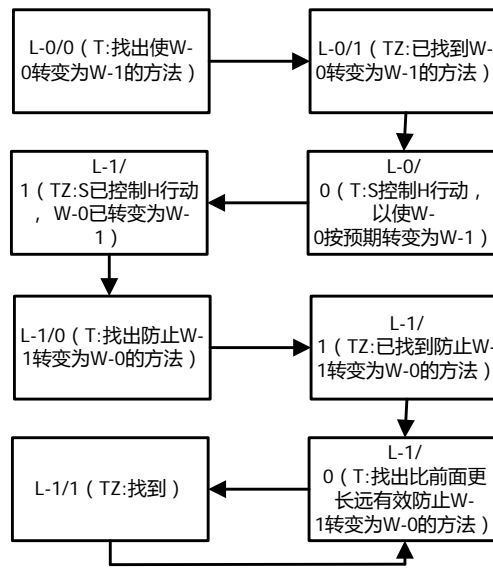 L-0/0（T:找出使W-
0转变为W-1的方法）
L-0/1（TZ:已找到W-
0转变为W-1的方法）
L-1/
1（TZ:S已控制H行动
，W-0已转变为W-
1）
L-0/
0（T:S控制H行动，
以使W-
0按预期转变为W-1）
L-1/0（T:找出防止W-
1转变为W-0的方法）
L-1/
1（TZ:已找到防止W-
1转变为W-0的方法）
L-1/1（TZ:找到）
L-1/
0（T:找出比前面更
长远有效防止W-
1转变为W-0的方法）